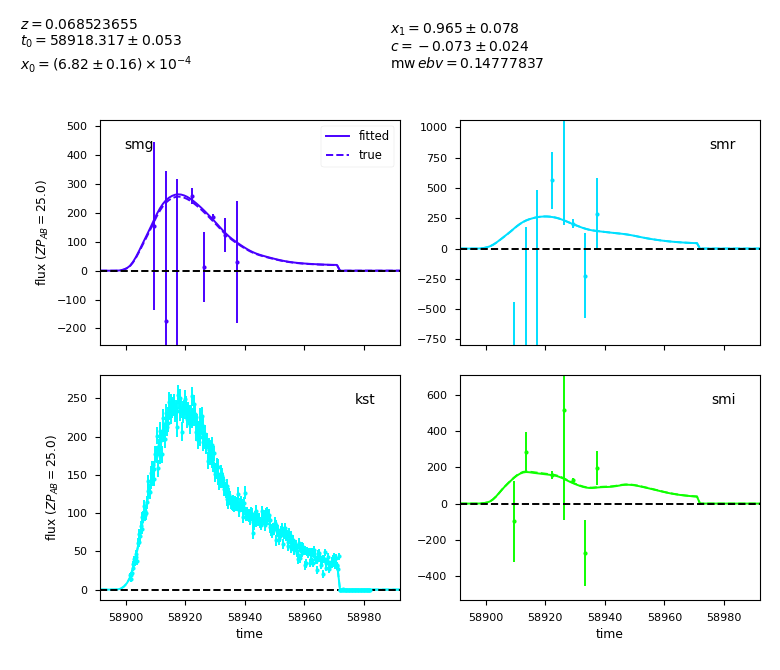 z = 0.068523655
t₀ = 58918.317 ± 0.053
x₀ = (6.82 ± 0.16) × 10⁻⁴
x₁ = 0.965 ± 0.078
c = −0.073 ± 0.024
mw ebv = 0.14777837
smg
fitted
true
500
400
300
200
100
0
−100
−200
flux (ZP_AB = 25.0)
smr
1000
750
500
250
0
−250
−500
−750
kst
250
200
150
100
50
0
flux (ZP_AB = 25.0)
58900 58920 58940 58960 58980
time
smi
600
400
200
0
−200
−400
58900 58920 58940 58960 58980
time